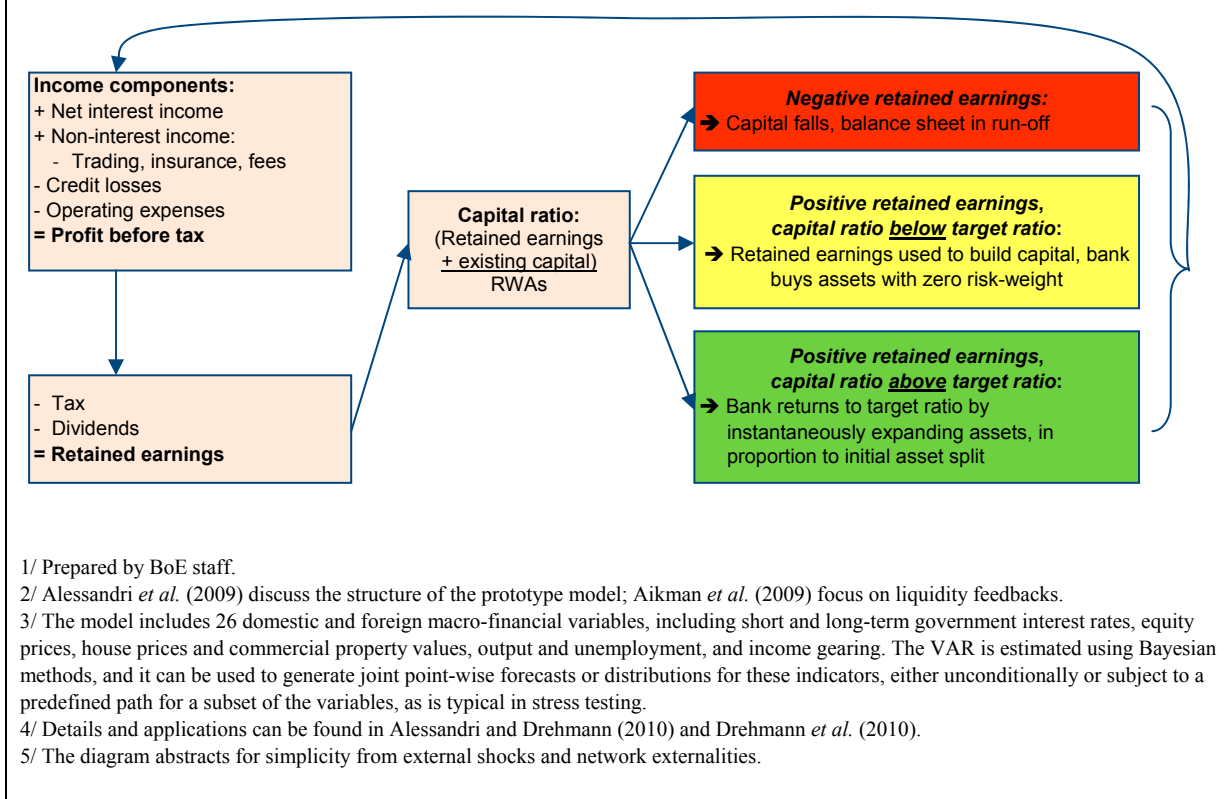 Income components:
+ Net interest income
+ Non-interest income:
- Trading, insurance, fees
- Credit losses
- Operating expenses
= Profit before tax
- Tax
- Dividends
= Retained earnings
Capital ratio:
(Retained earnings
+ existing capital)
RWAs
Negative retained earnings:
➔ Capital falls, balance sheet in run-off
Positive retained earnings,
capital ratio below target ratio:
➔ Retained earnings used to build capital, bank
buys assets with zero risk-weight
Positive retained earnings,
capital ratio above target ratio:
➔ Bank returns to target ratio by
instantaneously expanding assets, in
proportion to initial asset split
1/ Prepared by BoE staff.
2/ Alessandri et al. (2009) discuss the structure of the prototype model; Aikman et al. (2009) focus on liquidity feedbacks.
3/ The model includes 26 domestic and foreign macro-financial variables, including short and long-term government interest rates, equity
prices, house prices and commercial property values, output and unemployment, and income gearing. The VAR is estimated using Bayesian
methods, and it can be used to generate joint point-wise forecasts or distributions for these indicators, either unconditionally or subject to a
predefined path for a subset of the variables, as is typical in stress testing.
4/ Details and applications can be found in Alessandri and Drehmann (2010) and Drehmann et al. (2010).
5/ The diagram abstracts for simplicity from external shocks and network externalities.